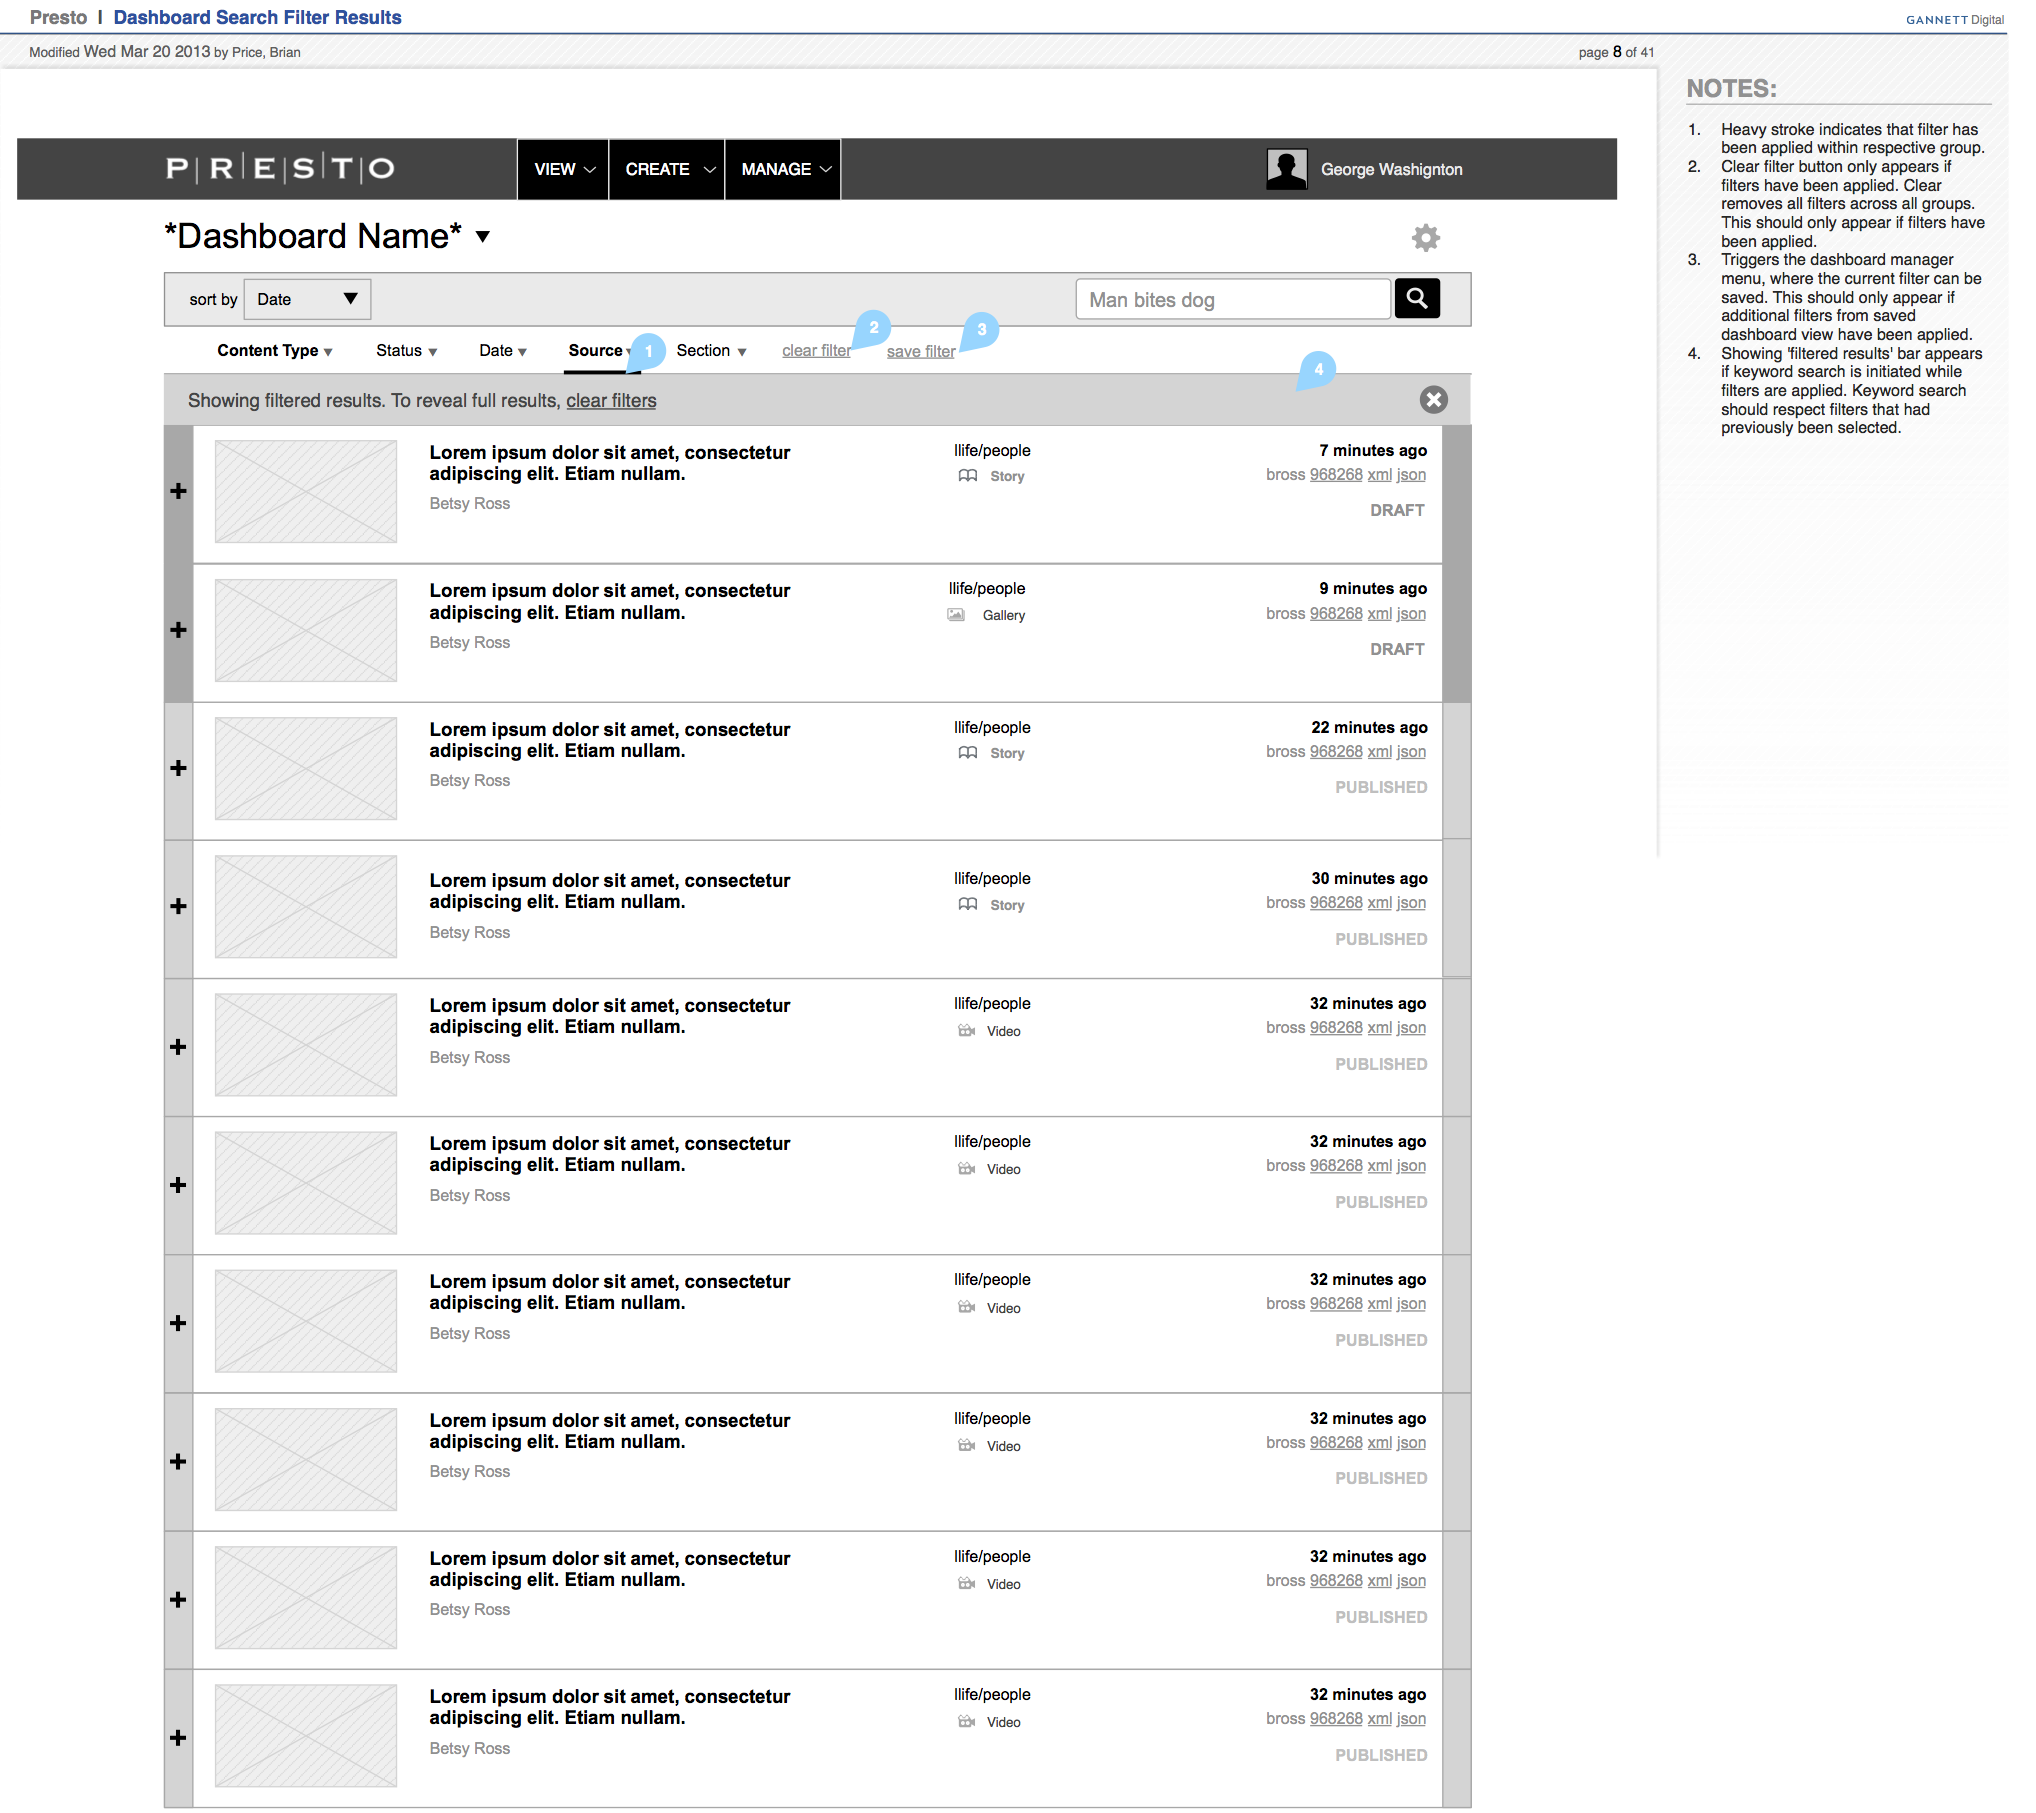 Presto | Dashboard Search Filter Results
GANNETT Digital
Modified Wed Mar 20 2013 by Price, Brian
page 8 of 41
P|R|E|S|T|O
VIEW
CREATE
MANAGE
George Washignton
*Dashboard Name*
sort by Date
Man bites dog
Content Type
Status
Date
Source
1
Section
clear filter
2
save filter
3
4
Showing filtered results. To reveal full results, clear filters
Lorem ipsum dolor sit amet, consectetur
adipiscing elit. Etiam nullam.
Betsy Ross
llife/people
Story
7 minutes ago
bross 968268 xml json
DRAFT
Lorem ipsum dolor sit amet, consectetur
adipiscing elit. Etiam nullam.
Betsy Ross
llife/people
Gallery
9 minutes ago
bross 968268 xml json
DRAFT
Lorem ipsum dolor sit amet, consectetur
adipiscing elit. Etiam nullam.
Betsy Ross
llife/people
Story
22 minutes ago
bross 968268 xml json
PUBLISHED
Lorem ipsum dolor sit amet, consectetur
adipiscing elit. Etiam nullam.
Betsy Ross
llife/people
Story
30 minutes ago
bross 968268 xml json
PUBLISHED
Lorem ipsum dolor sit amet, consectetur
adipiscing elit. Etiam nullam.
Betsy Ross
llife/people
Video
32 minutes ago
bross 968268 xml json
PUBLISHED
Lorem ipsum dolor sit amet, consectetur
adipiscing elit. Etiam nullam.
Betsy Ross
llife/people
Video
32 minutes ago
bross 968268 xml json
PUBLISHED
Lorem ipsum dolor sit amet, consectetur
adipiscing elit. Etiam nullam.
Betsy Ross
llife/people
Video
32 minutes ago
bross 968268 xml json
PUBLISHED
Lorem ipsum dolor sit amet, consectetur
adipiscing elit. Etiam nullam.
Betsy Ross
llife/people
Video
32 minutes ago
bross 968268 xml json
PUBLISHED
Lorem ipsum dolor sit amet, consectetur
adipiscing elit. Etiam nullam.
Betsy Ross
llife/people
Video
32 minutes ago
bross 968268 xml json
PUBLISHED
Lorem ipsum dolor sit amet, consectetur
adipiscing elit. Etiam nullam.
Betsy Ross
llife/people
Video
32 minutes ago
bross 968268 xml json
PUBLISHED
NOTES:
1. Heavy stroke indicates that filter has
been applied within respective group.
2. Clear filter button only appears if
filters have been applied. Clear
removes all filters across all groups.
This should only appear if filters have
been applied.
3. Triggers the dashboard manager
menu, where the current filter can be
saved. This should only appear if
additional filters from saved
dashboard view have been applied.
4. Showing 'filtered results' bar appears
if keyword search is initiated while
filters are applied. Keyword search
should respect filters that had
previously been selected.